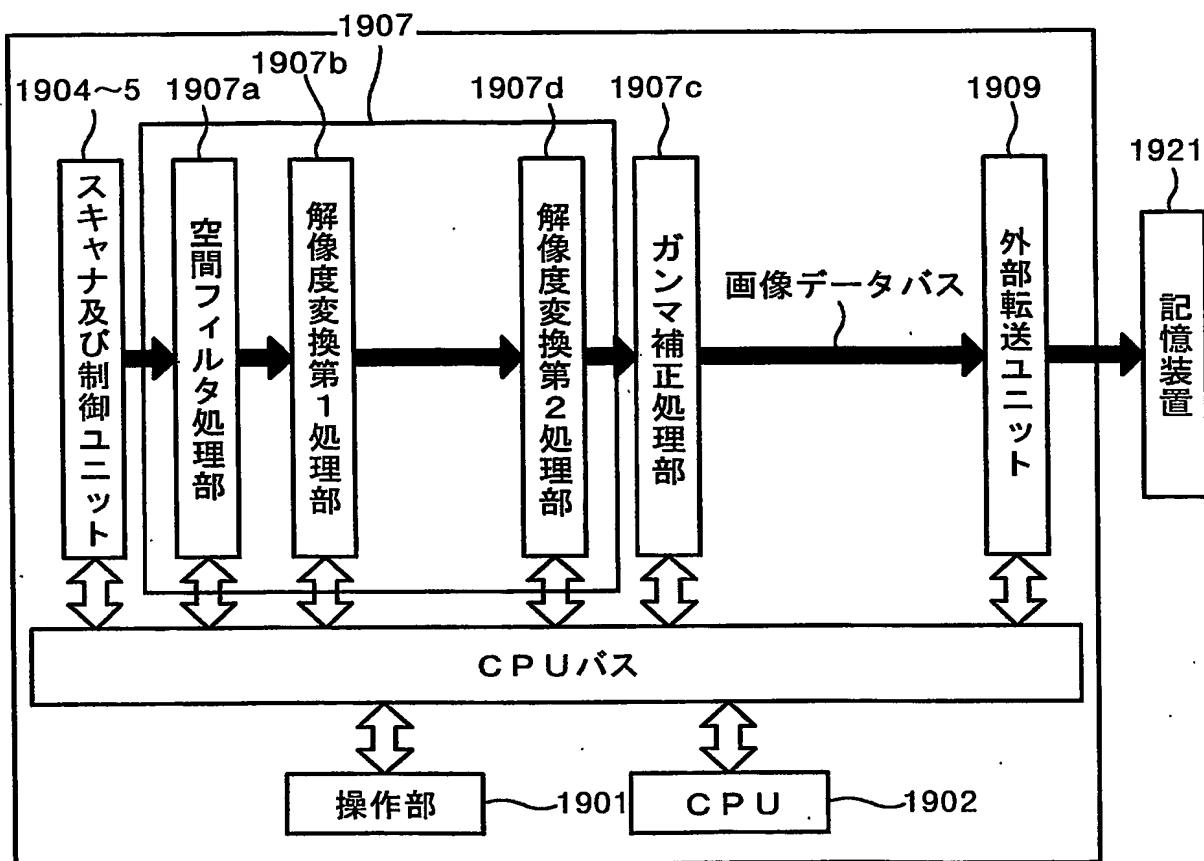 1907
1907b
1904～5
1907a
1907d
1907c
1909
1921
スキャナ及び制御ユニット
空間フィルタ処理部
解像度変換第1処理部
解像度変換第2処理部
ガンマ補正処理部
画像データバス
外部転送ユニット
記憶装置
ＣＰＵバス
操作部
1901
ＣＰＵ
1902